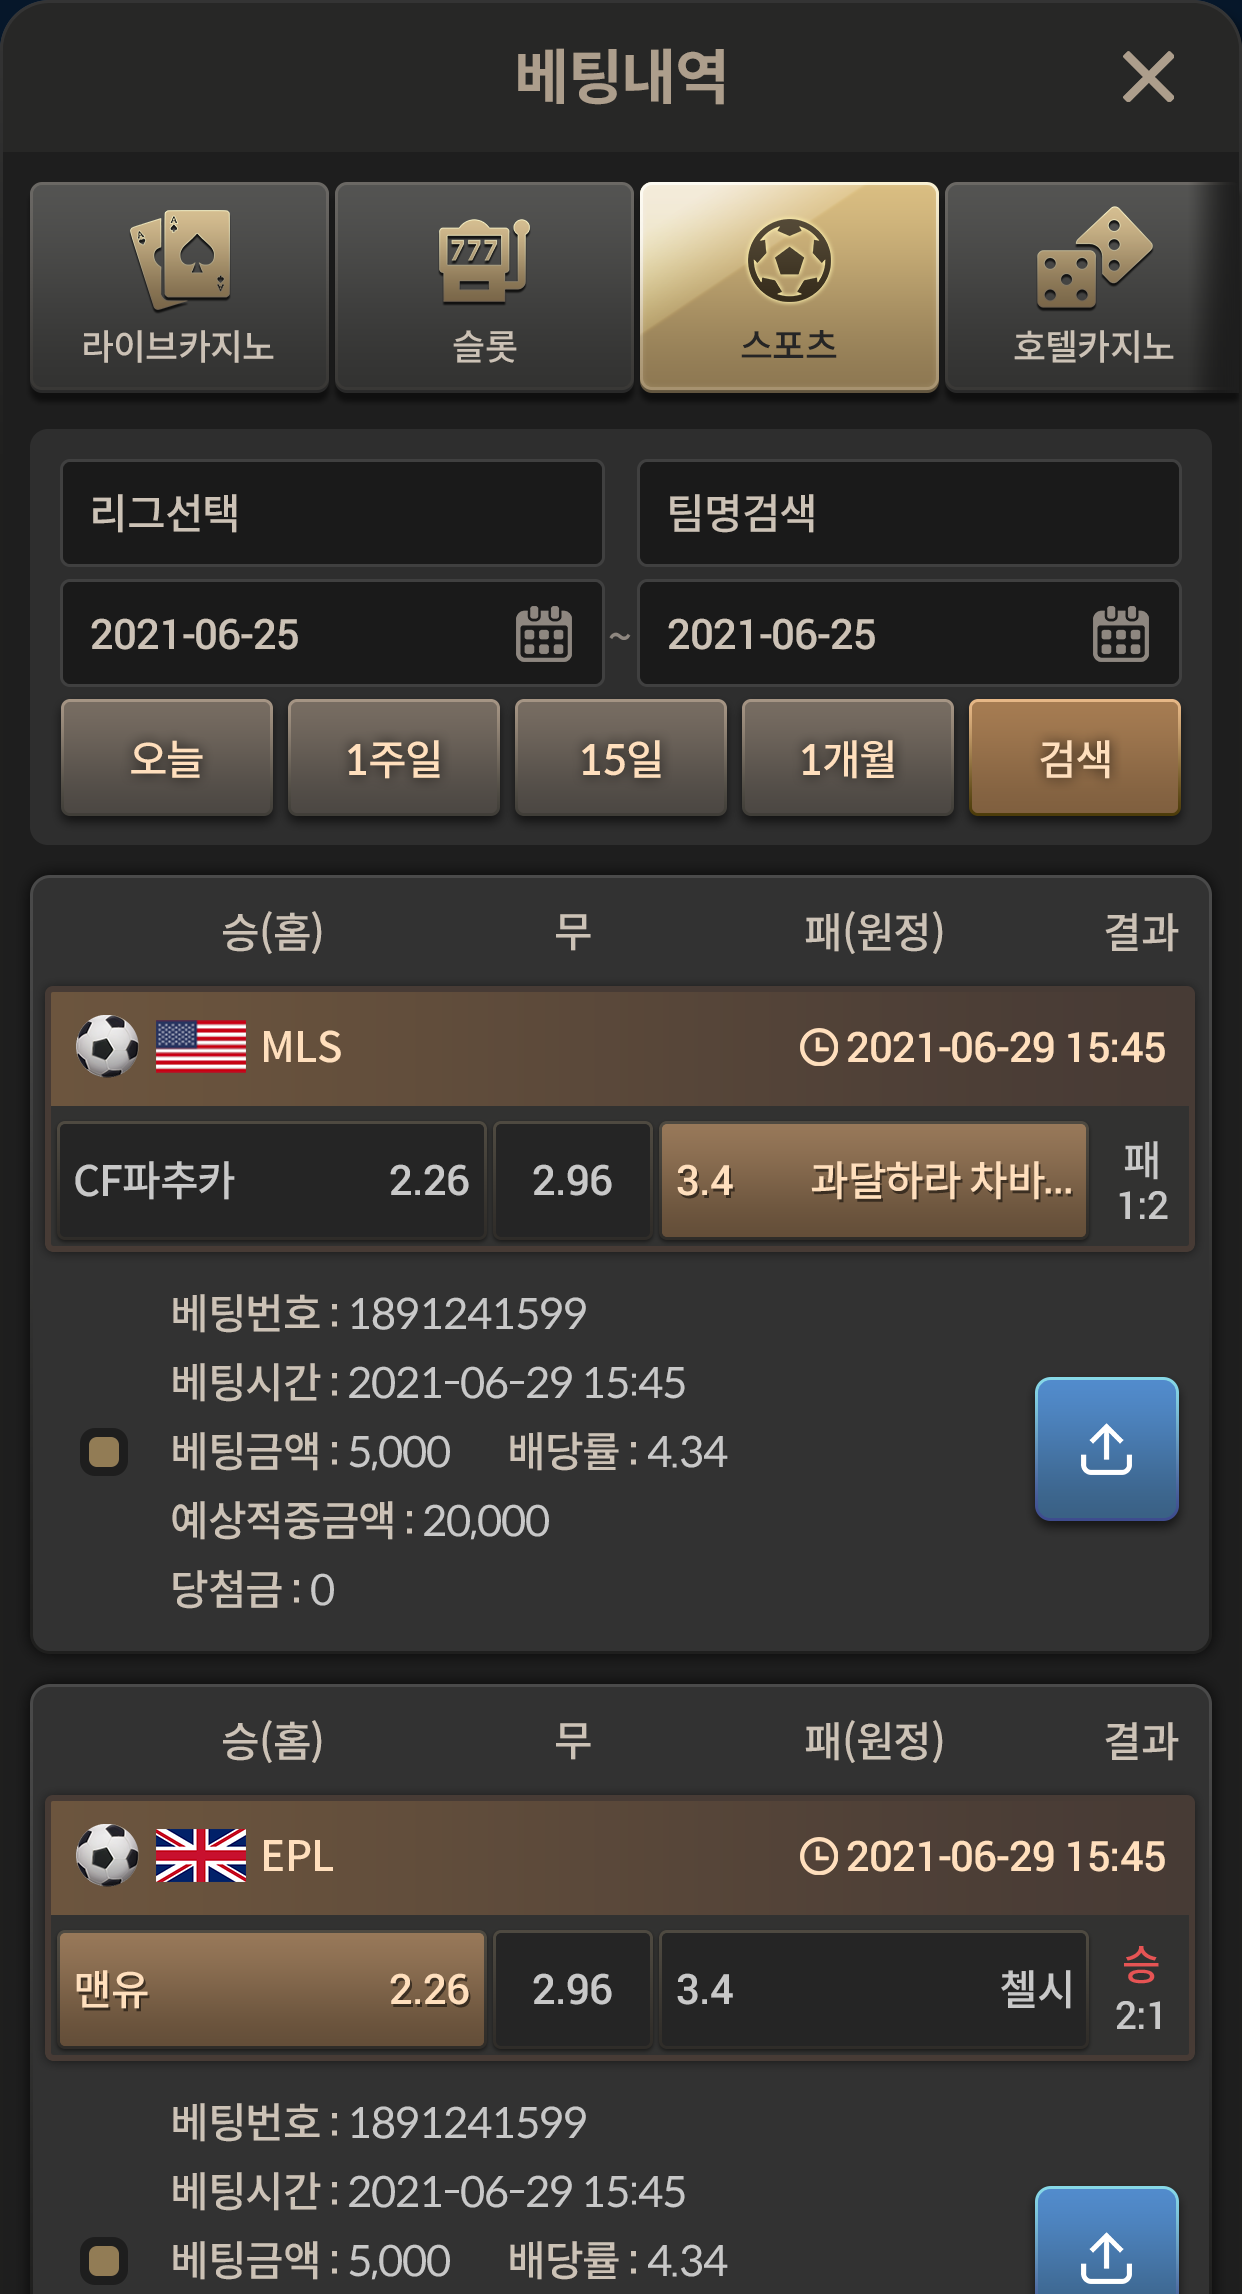 베팅내역
라이브카지노
777
슬롯
스포츠
호텔카지노
리그선택
팀명검색
2021-06-25 ~ 2021-06-25
오늘 1주일 15일 1개월 검색
승(홈) 무 패(원정) 결과
MLS 2021-06-29 15:45
CF파추카 2.26 2.96 3.4 과달하라 차바... 패
1:2
베팅번호 : 1891241599
베팅시간 : 2021-06-29 15:45
베팅금액 : 5,000 배당률 : 4.34
예상적중금액 : 20,000
당첨금 : 0
승(홈) 무 패(원정) 결과
EPL 2021-06-29 15:45
맨유 2.26 2.96 3.4 첼시 승
2:1
베팅번호 : 1891241599
베팅시간 : 2021-06-29 15:45
베팅금액 : 5,000 배당률 : 4.34